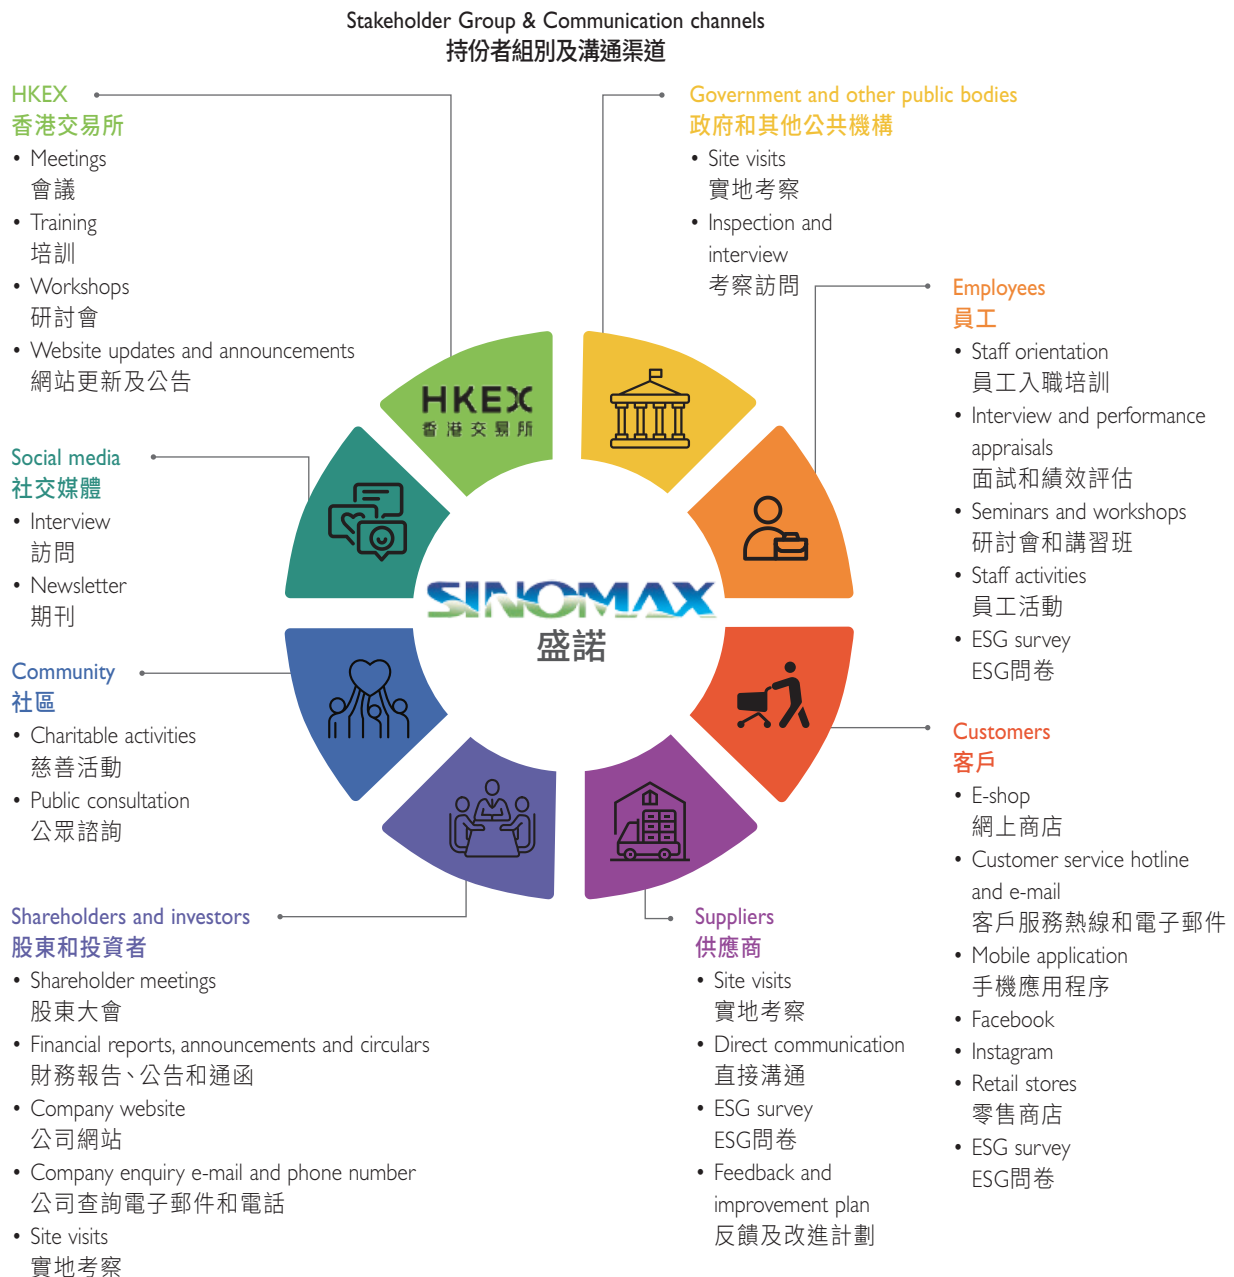 Stakeholder Group & Communication channels
持份者組別及溝通渠道
HKEX
香港交易所
• Meetings
會議
• Training
培訓
• Workshops
研討會
• Website updates and announcements
網站更新及公告
Government and other public bodies
政府和其他公共機構
• Site visits
實地考察
• Inspection and
interview
考察訪問
Employees
員工
• Staff orientation
員工入職培訓
• Interview and performance
appraisals
面試和績效評估
• Seminars and workshops
研討會和講習班
• Staff activities
員工活動
• ESG survey
ESG問卷
HKEX
香港交易所
Social media
社交媒體
• Interview
訪問
• Newsletter
期刊
SINOMAX
盛諾
Community
社區
• Charitable activities
慈善活動
• Public consultation
公眾諮詢
Customers
客戶
• E-shop
網上商店
• Customer service hotline
and e-mail
客戶服務熱線和電子郵件
• Mobile application
手機應用程序
• Facebook
• Instagram
• Retail stores
零售商店
• ESG survey
ESG問卷
Shareholders and investors
股東和投資者
• Shareholder meetings
股東大會
• Financial reports, announcements and circulars
財務報告、公告和通函
• Company website
公司網站
• Company enquiry e-mail and phone number
公司查詢電子郵件和電話
• Site visits
實地考察
Suppliers
供應商
• Site visits
實地考察
• Direct communication
直接溝通
• ESG survey
ESG問卷
• Feedback and
improvement plan
反饋及改進計劃